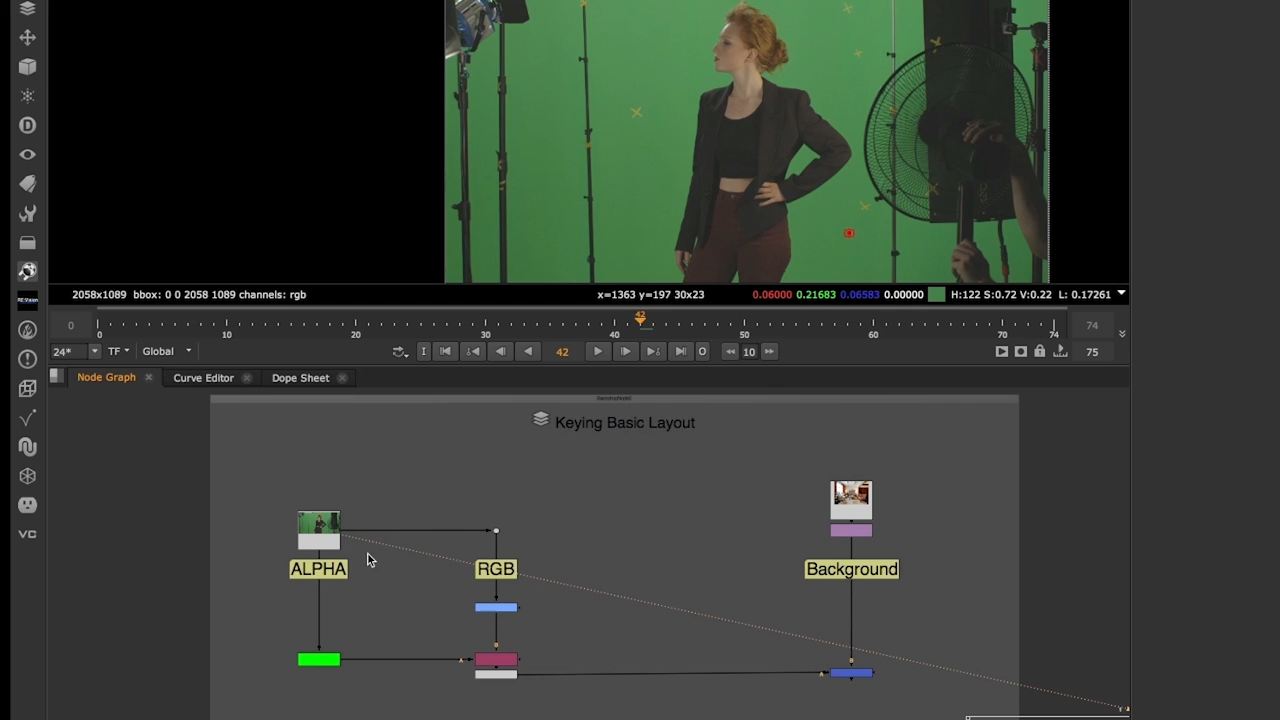 2058x1089 bbox: 0 0 2058 1089 channels: rgb
x=1363 y=197 30x23
0.06000 0.21683 0.06583 0.00000
H:122 S:0.72 V:0.22 L: 0.17261
42
0
0 10 20 30 40 50 60 70 74
74
24* TF Global
I 42 O 10
75
Node Graph Curve Editor Dope Sheet
Keying Basic Layout
ALPHA RGB Background
A B A B
VC
D